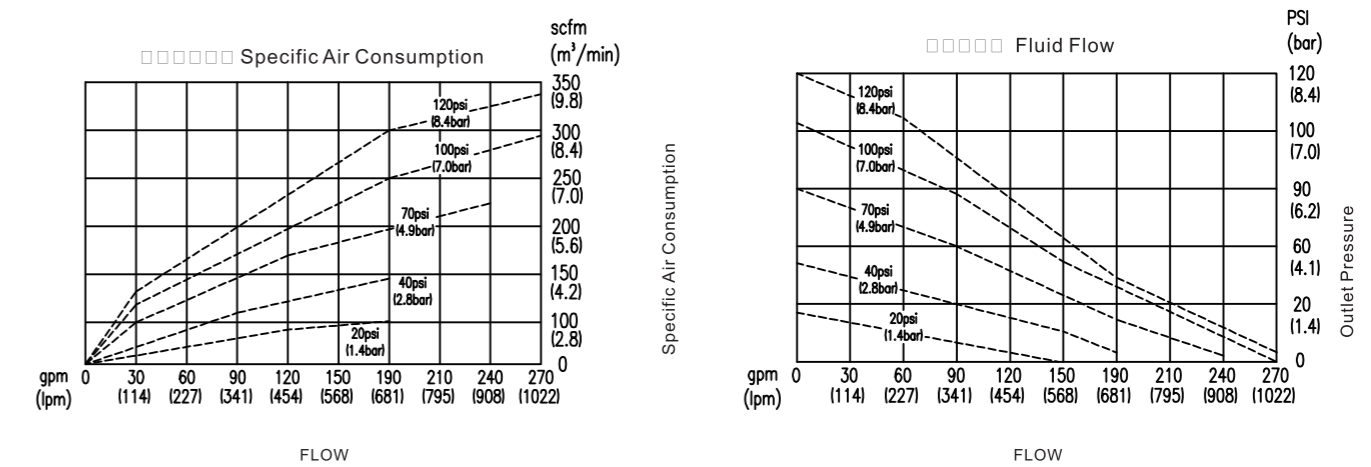 scfm
(m³/min)
□□□□□□ Specific Air Consumption
350
(9.8)
120psi
(8.4bar)
300
(8.4)
100psi
(7.0bar)
250
(7.0)
70psi
(4.9bar)
200
(5.6)
150
(4.2)
40psi
(2.8bar)
100
(2.8)
20psi
(1.4bar)
0
gpm 0 30 60 90 120 150 190 210 240 270
(lpm) (114) (227) (341) (454) (568) (681) (795) (908) (1022)
FLOW
Specific Air Consumption
PSI
(bar)
□□□□□ Fluid Flow
120
(8.4)
120psi
(8.4bar)
100
(7.0)
100psi
(7.0bar)
90
(6.2)
70psi
(4.9bar)
60
(4.1)
40psi
(2.8bar)
20
(1.4)
20psi
(1.4bar)
0
gpm 0 30 60 90 120 150 190 210 240 270
(lpm) (114) (227) (341) (454) (568) (681) (795) (908) (1022)
FLOW
Outlet Pressure